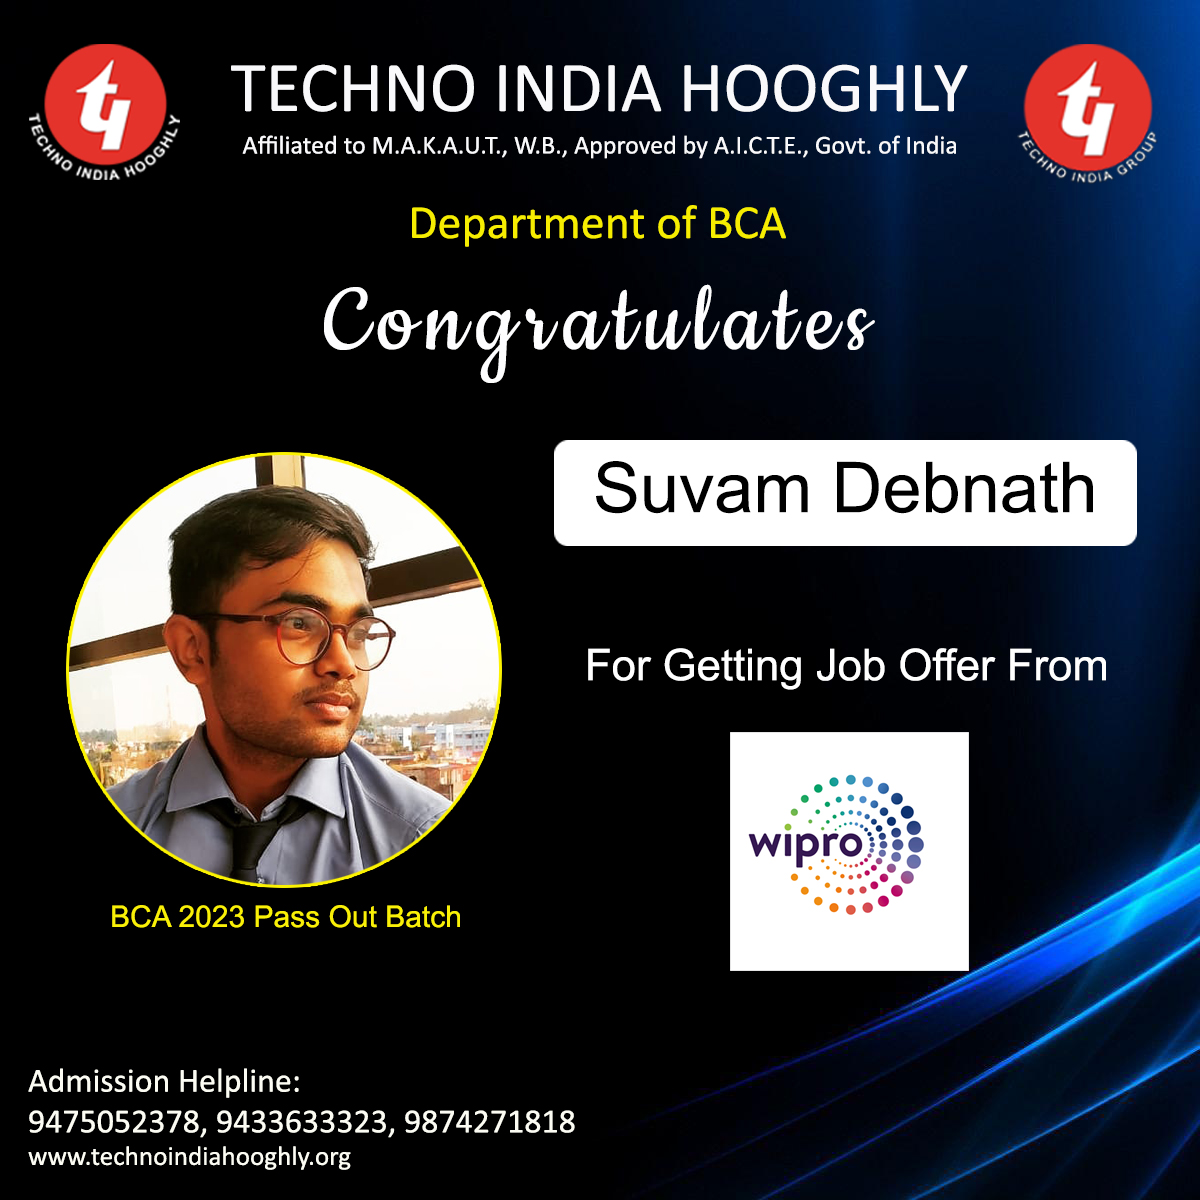 TECHNO INDIA HOOGHLY
TECHNO INDIA HOOGHLY
Affiliated to M.A.K.A.U.T., W.B., Approved by A.I.C.T.E., Govt. of India
TECHNO INDIA GROUP
Department of BCA
Congratulates
Suvam Debnath
For Getting Job Offer From
wipro
BCA 2023 Pass Out Batch
Admission Helpline:
9475052378, 9433633323, 9874271818
www.technoindiahooghly.org